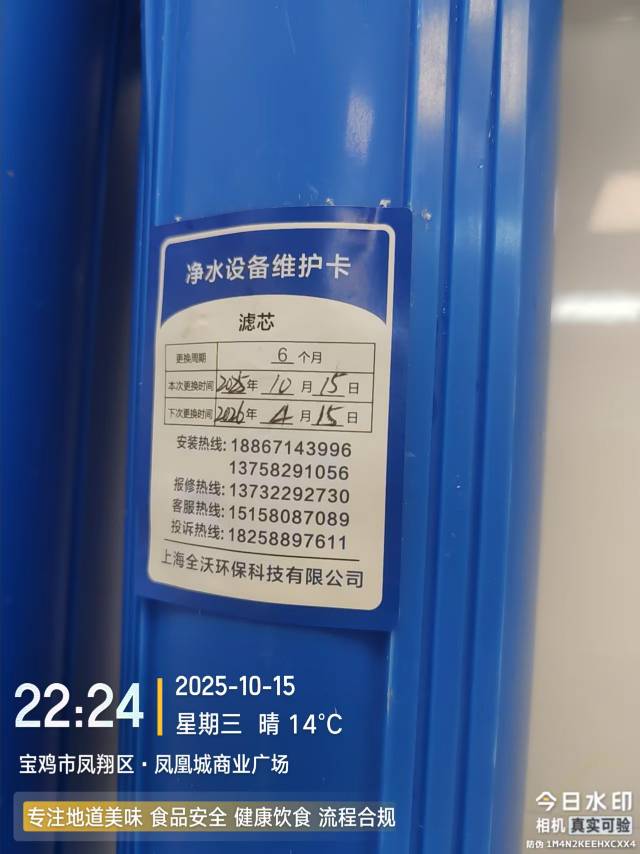 净水设备维护卡
滤芯
更换周期 6 个月
本次更换时间 2025年 10 月 15 日
下次更换时间 2026年 4 月 15 日
安装热线: 18867143996
13758291056
报修热线: 13732292730
客服热线: 15158087089
投诉热线: 18258897611
上海全沃环保科技有限公司
22:24
2025-10-15
星期三 晴 14°C
宝鸡市凤翔区·凤凰城商业广场
专注地道美味 食品安全 健康饮食 流程合规
今日水印
相机 真实可验
防伪 1M4N2KEEHXCXX4